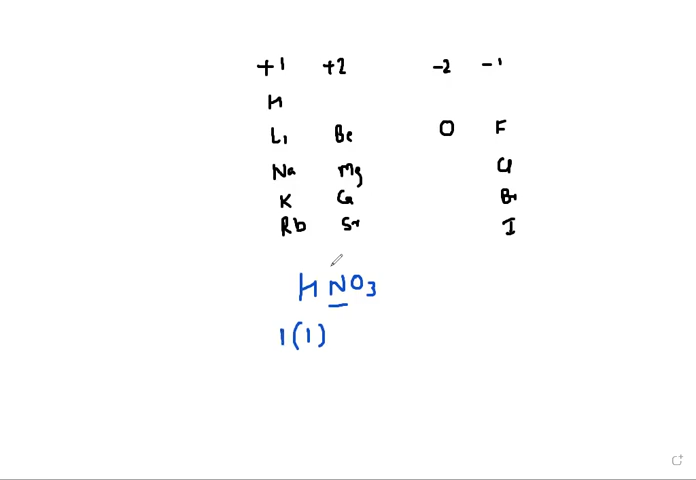 +1 +2 -2 -1
H
Li Be O F
Na Mg Cl
K Ca Br
Rb Sr I
HNO3
1(1)